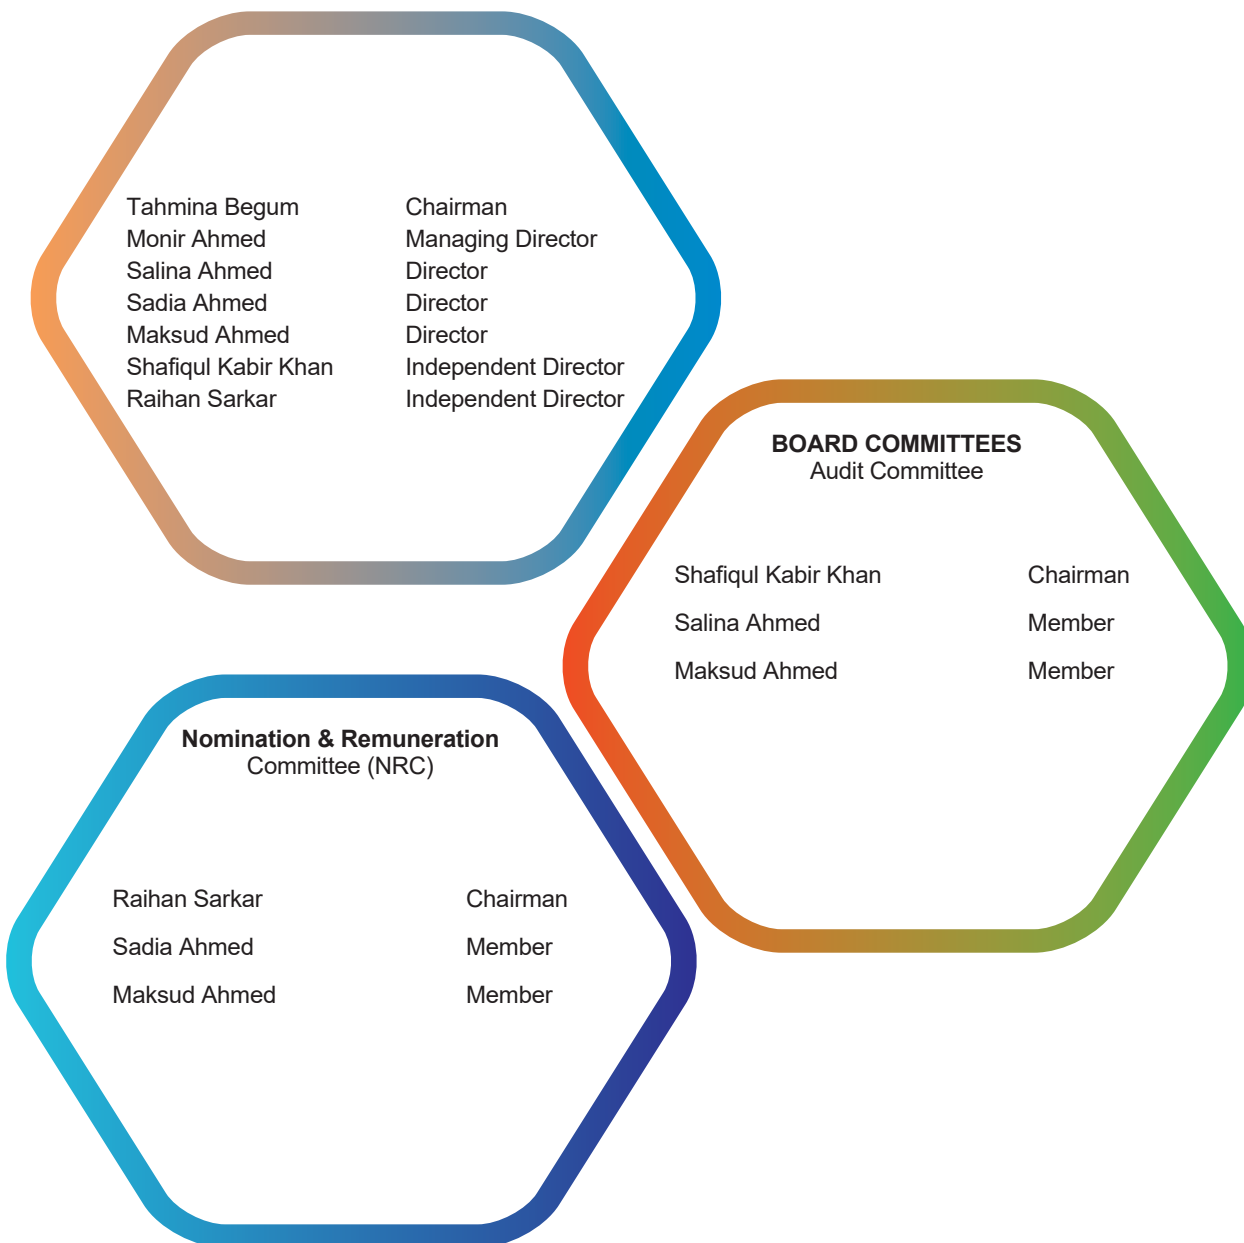 Tahmina Begum Chairman
Monir Ahmed Managing Director
Salina Ahmed Director
Sadia Ahmed Director
Maksud Ahmed Director
Shafiqul Kabir Khan Independent Director
Raihan Sarkar Independent Director
BOARD COMMITTEES
Audit Committee
Shafiqul Kabir Khan Chairman
Salina Ahmed Member
Maksud Ahmed Member
Nomination & Remuneration
Committee (NRC)
Raihan Sarkar Chairman
Sadia Ahmed Member
Maksud Ahmed Member